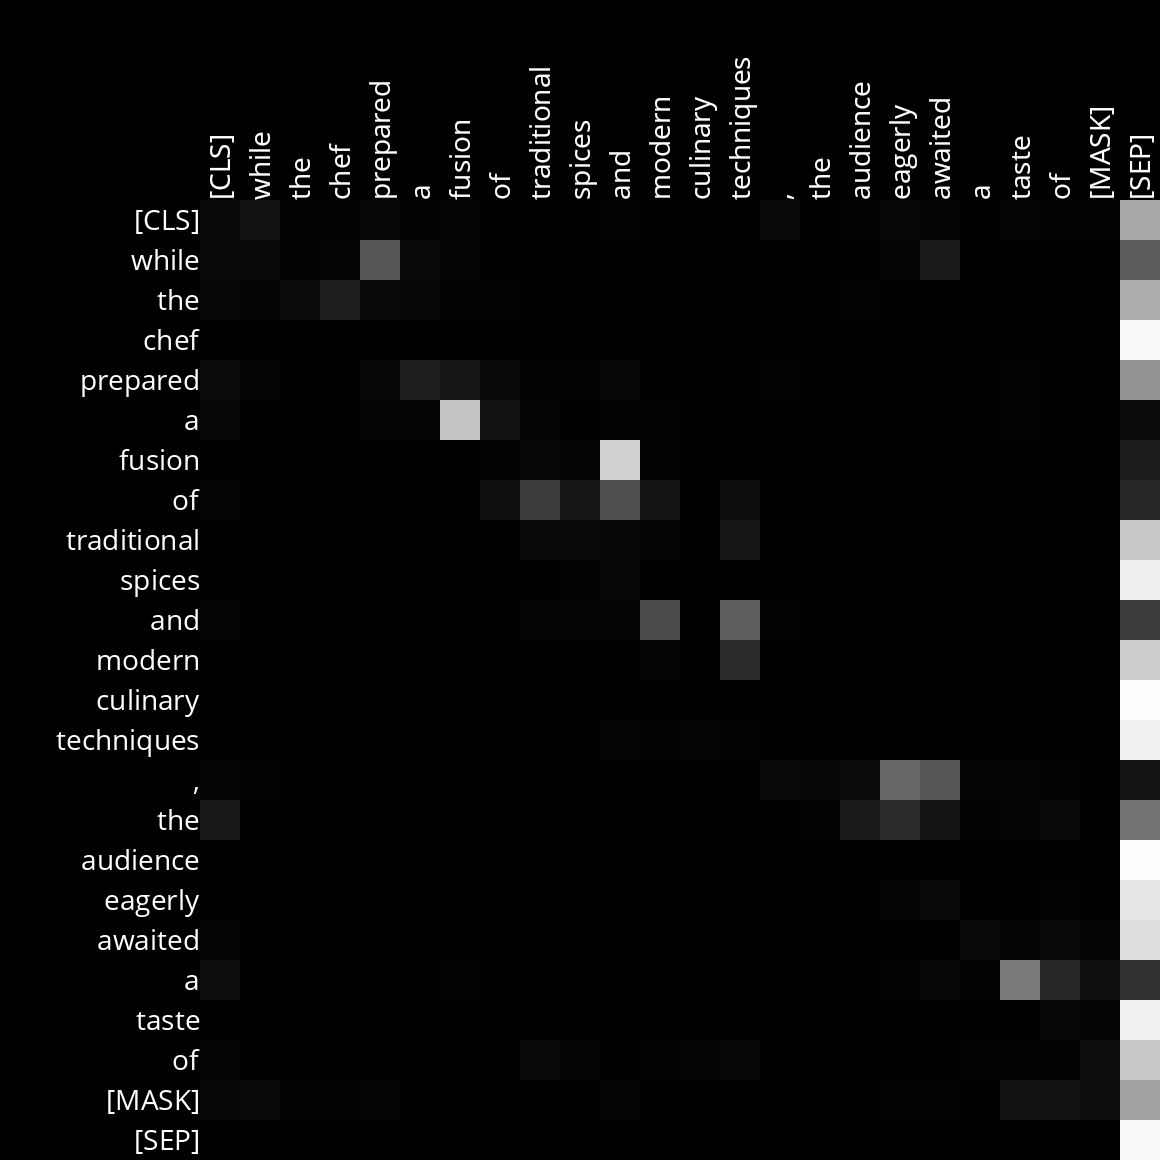 [CLS] while the chef prepared a fusion of traditional spices and modern culinary techniques , the audience eagerly awaited a taste of [MASK] [SEP]
[CLS]
while
the
chef
prepared
a
fusion
of
traditional
spices
and
modern
culinary
techniques
,
the
audience
eagerly
awaited
a
taste
of
[MASK]
[SEP]